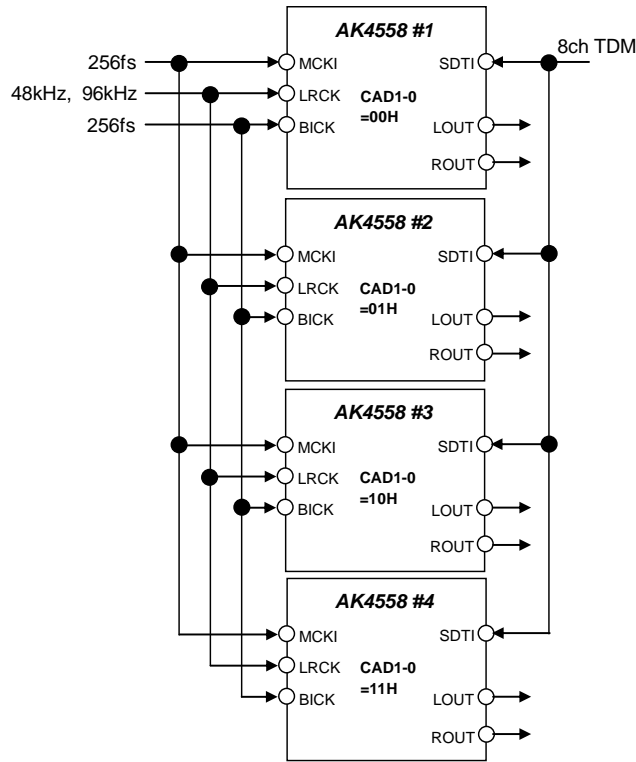 AK4558 #1
8ch TDM
256fs
MCKI
SDTI
48kHz, 96kHz
LRCK
CAD1-0
=00H
256fs
BICK
LOUT
ROUT
AK4558 #2
MCKI
SDTI
LRCK
CAD1-0
=01H
BICK
LOUT
ROUT
AK4558 #3
MCKI
SDTI
LRCK
CAD1-0
=10H
BICK
LOUT
ROUT
AK4558 #4
MCKI
SDTI
LRCK
CAD1-0
=11H
BICK
LOUT
ROUT